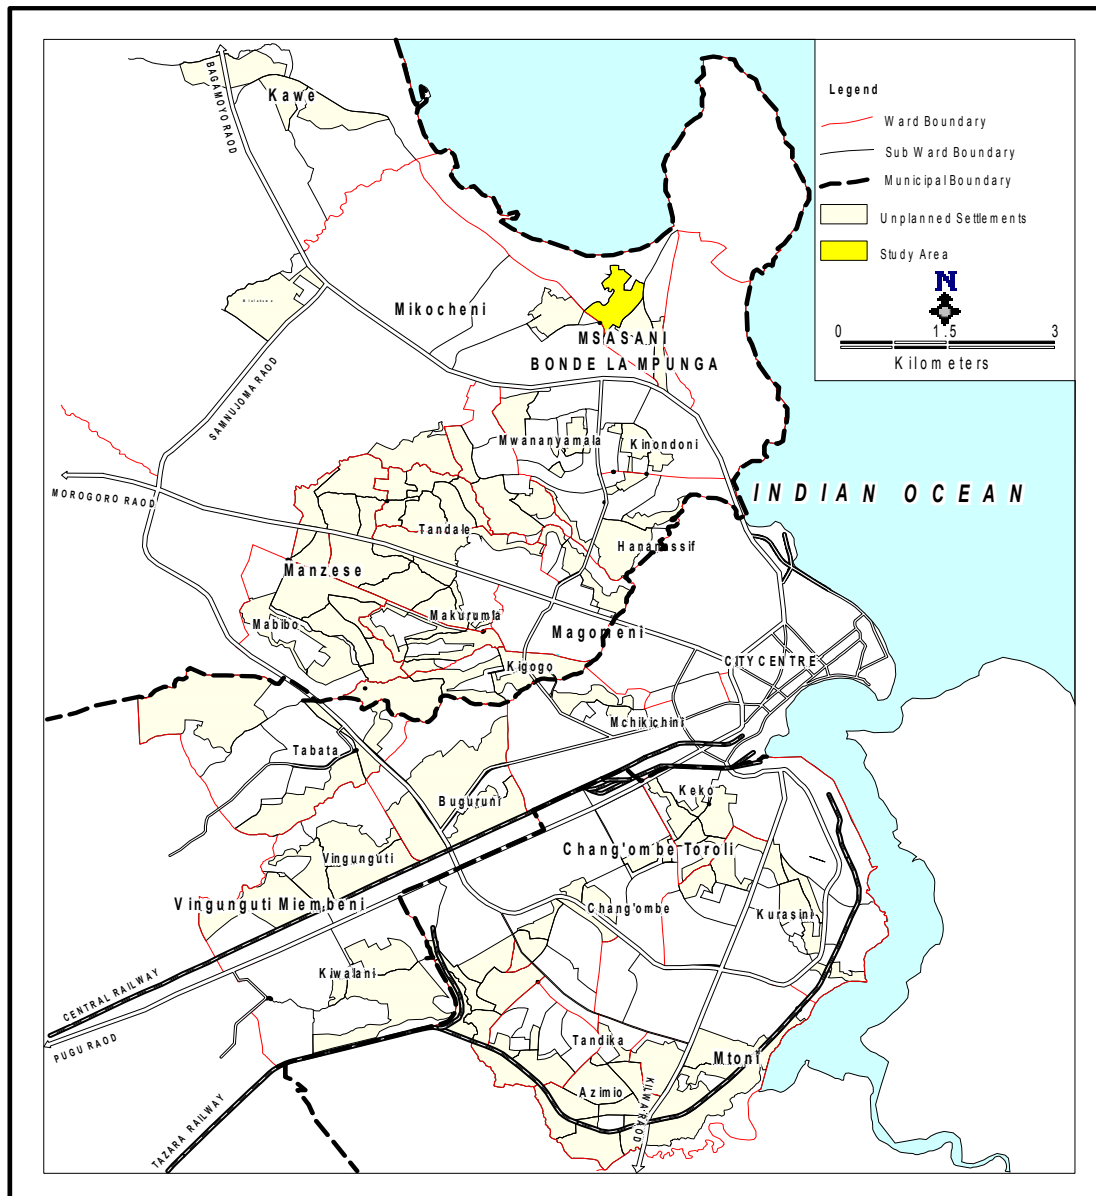 Legend
Ward Boundary
Sub Ward Boundary
Municipal Boundary
Unplanned Settlements
Study Area
N
0 1.5 3
Kilometers
BAGAMOYO RAOD
Kawe
Mikocheni
MSASANI
BONDE LA MPUNGA
SAMNUJOMA RAOD
MOROGORO RAOD
Mwananyamala
Kinondoni
INDIAN OCEAN
Tandale
Hananassif
Manzese
Makurumla
Mabibo
Magomeni
Kigogo
CITY CENTRE
Mchikichini
Tabata
Buguruni
Keko
Vingunguti
Chang'ombe Toroli
Vingunguti Miembeni
Chang'ombe
Kurasini
Kiwalani
CENTRAL RAILWAY
PUGU RAOD
Tandika
Mtoni
Azimio
KILWA RAOD
TAZARA RAILWAY